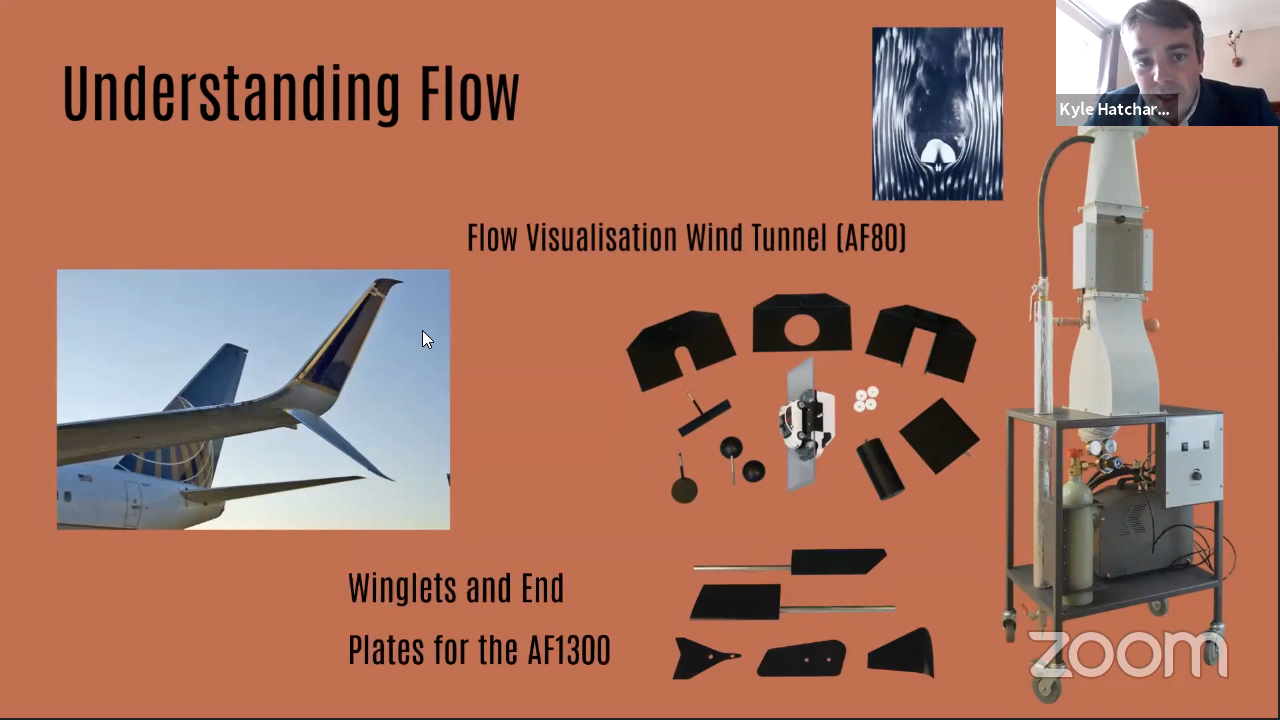 Understanding Flow
Kyle Hatchar...
Flow Visualisation Wind Tunnel (AF80)
Winglets and End
Plates for the AF1300
zoom